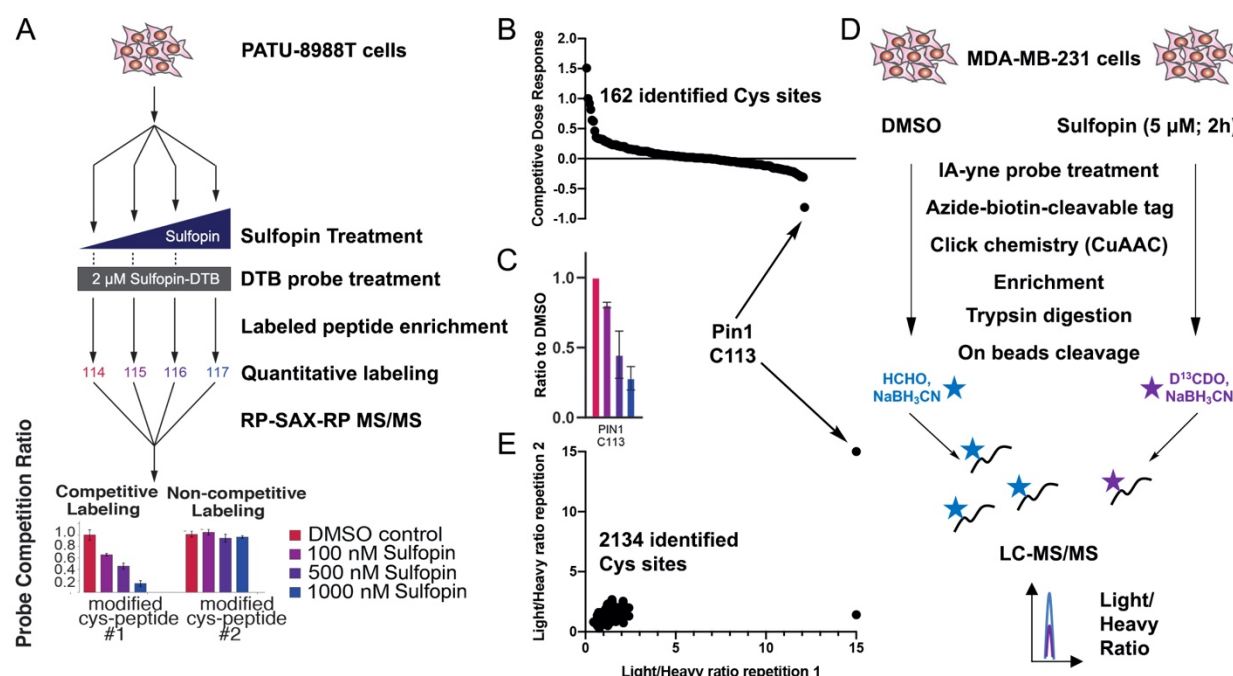 A
PATU-8988T cells
Sulfopin
Sulfopin Treatment
2 µM Sulfopin-DTB
DTB probe treatment
Labeled peptide enrichment
114
115
116
117
Quantitative labeling
RP-SAX-RP MS/MS
Probe Competition Ratio
Competitive
Labeling
Non-competitive
Labeling
1.0
0.8
0.6
0.4
0.2
modified
cys-peptide
#1
modified
cys-peptide
#2
DMSO control
100 nM Sulfopin
500 nM Sulfopin
1000 nM Sulfopin
B
Competitive Dose Response
2.0
1.5
1.0
0.5
0.0
-0.5
-1.0
162 identified Cys sites
C
Ratio to DMSO
1.0
0.5
0.0
PIN1
C113
Pin1
C113
E
Light/Heavy ratio repetition 2
15
10
5
0
2134 identified
Cys sites
0
5
10
15
Light/Heavy ratio repetition 1
D
MDA-MB-231 cells
DMSO
Sulfopin (5 µM; 2h)
IA-yne probe treatment
Azide-biotin-cleavable tag
Click chemistry (CuAAC)
Enrichment
Trypsin digestion
On beads cleavage
HCHO,
NaBH₃CN
D¹³CDO,
NaBH₃CN
LC-MS/MS
Light/
Heavy
Ratio